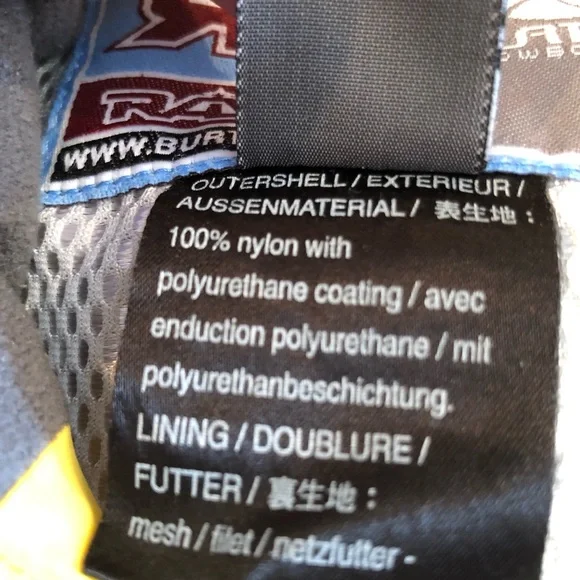 WWW.BURT
OUTERSHELL / EXTERIEUR /
AUSSENMATERIAL / 表生地 :
100% nylon with
polyurethane coating / avec
enduction polyurethane / mit
polyurethanbeschichtung.
LINING / DOUBLURE /
FUTTER / 裏生地 :
mesh / filet / netzfutter -